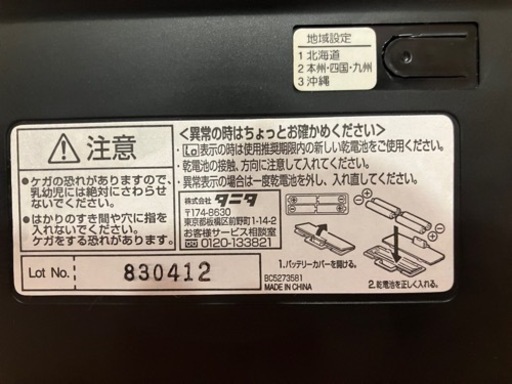 地域設定
1 北海道
2 本州・四国・九州
3 沖縄
注意
●ケガの恐れがありますので、
乳幼児には絶対にさわらせ
ないでください。
●はかりのすき間や穴に指を
入れないでください。
ケガをする恐れがあります。
Lot No. 830412
<異常の時はちょっとお確かめください>
・Lo表示の時は使用推奨期限内の新しい乾電池をご使用ください。
・乾電池の接触、方向に注意して入れてください。
・異常表示の場合は一度乾電池を外し、入れ直してください。
株式会社 タニタ
〒174-8630
東京都板橋区前野町1-14-2
お客様サービス相談室
0120-133821
1.バッテリーカバーを開ける。
BC5273581
MADE IN CHINA
2.乾電池を正しく入れる。